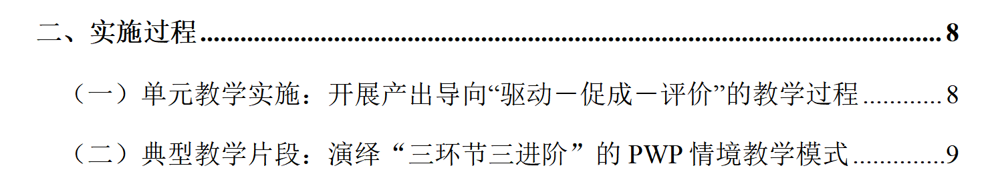 二、实施过程........................................................................................................................8
（一）单元教学实施：开展产出导向“驱动－促成－评价”的教学过程............8
（二）典型教学片段：演绎“三环节三进阶”的 PWP 情境教学模式..............9